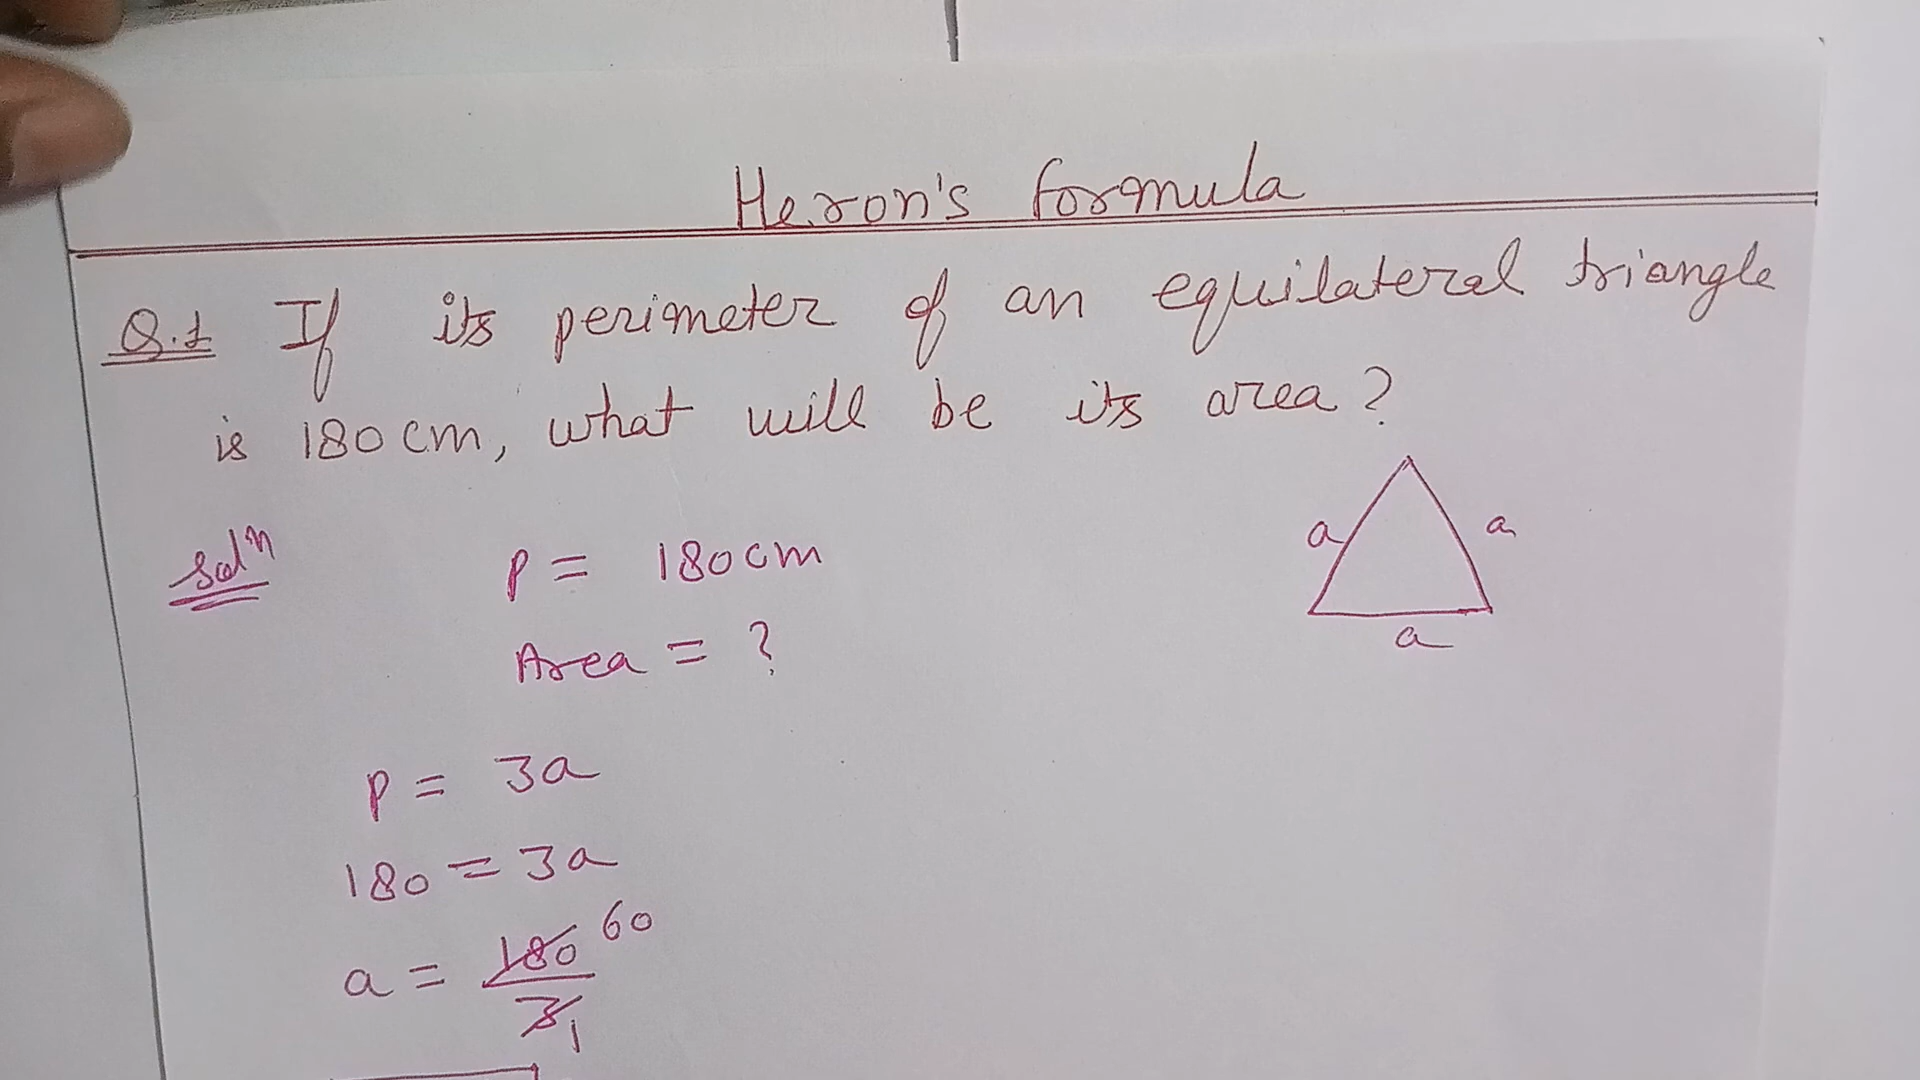 Heron's formula
Q.1 If its perimeter of an equilateral triangle
is 180 cm, what will be its area?
Solⁿ
P = 180 cm
a
a
a
Area = ?
P = 3a
180 = 3a
a = 180/3 60 1